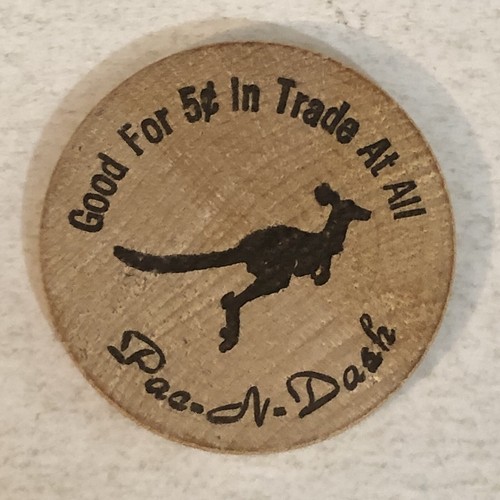 Good For 5¢ In Trade At All
Pac-N-Dash